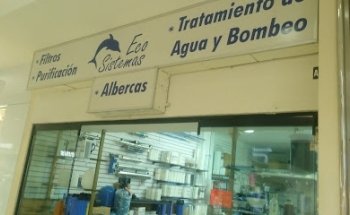 * Filtros
* Purificación
Eco
Sistemas
* Tratamiento de
Agua y Bombeo
* Albercas
A